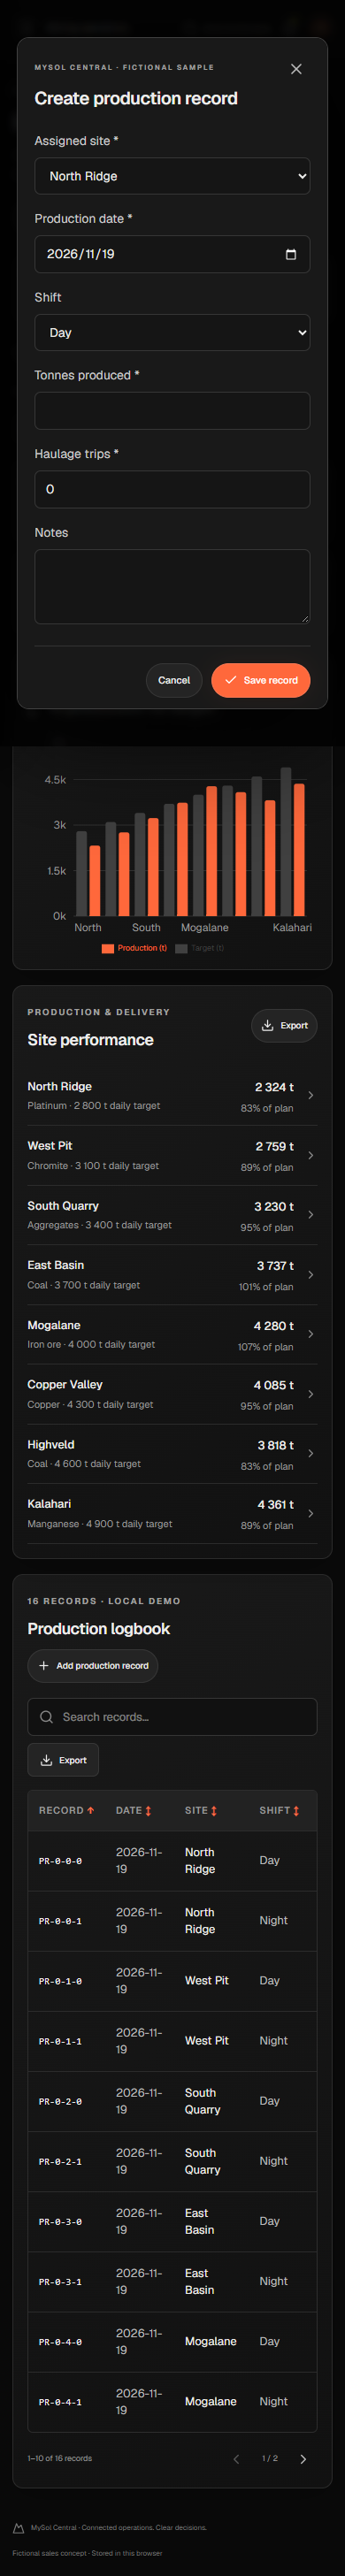 MYSOL CENTRAL · FICTIONAL SAMPLE
Create production record
Assigned site *
North Ridge
Production date *
2026/11/19
Shift
Day
Tonnes produced *
Haulage trips *
0
Notes
Cancel
Save record
4.5k
3k
1.5k
0k
North South Mogalane Kalahari
Production (t) Target (t)
PRODUCTION & DELIVERY
Site performance
Export
North Ridge 2 324 t
Platinum · 2 800 t daily target 83% of plan
West Pit 2 759 t
Chromite · 3 100 t daily target 89% of plan
South Quarry 3 230 t
Aggregates · 3 400 t daily target 95% of plan
East Basin 3 737 t
Coal · 3 700 t daily target 101% of plan
Mogalane 4 280 t
Iron ore · 4 000 t daily target 107% of plan
Copper Valley 4 085 t
Copper · 4 300 t daily target 95% of plan
Highveld 3 818 t
Coal · 4 600 t daily target 83% of plan
Kalahari 4 361 t
Manganese · 4 900 t daily target 89% of plan
16 RECORDS · LOCAL DEMO
Production logbook
Add production record
Search records...
Export
RECORD DATE SITE SHIFT
PR-0-0-0 2026-11-19 North Ridge Day
PR-0-0-1 2026-11-19 North Ridge Night
PR-0-1-0 2026-11-19 West Pit Day
PR-0-1-1 2026-11-19 West Pit Night
PR-0-2-0 2026-11-19 South Quarry Day
PR-0-2-1 2026-11-19 South Quarry Night
PR-0-3-0 2026-11-19 East Basin Day
PR-0-3-1 2026-11-19 East Basin Night
PR-0-4-0 2026-11-19 Mogalane Day
PR-0-4-1 2026-11-19 Mogalane Night
1–10 of 16 records 1 / 2
MySol Central · Connected operations. Clear decisions.
Fictional sales concept · Stored in this browser